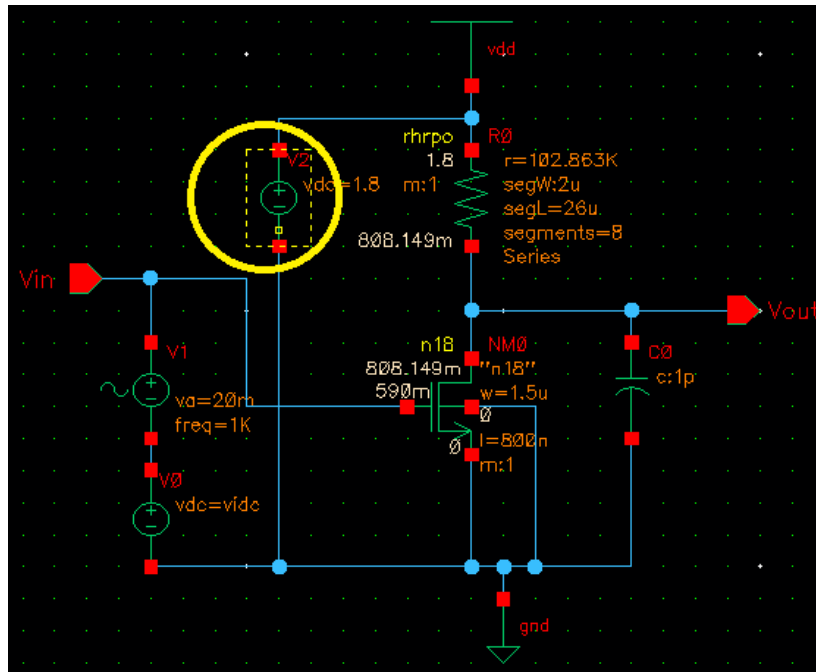 vdd
rhrpo R0
1.8 r=102.863K
V2
vdc=1.8 m:1 segW:2u
segL=26u
segments=8
808.149m Series
Vin
Vout
n18 NM0
V1 808.149m "n18" C0
590m w=1.5u c:1p
va=20m 0
freq=1K 0 l=800n
m:1
V0
vdc=vidc
gnd